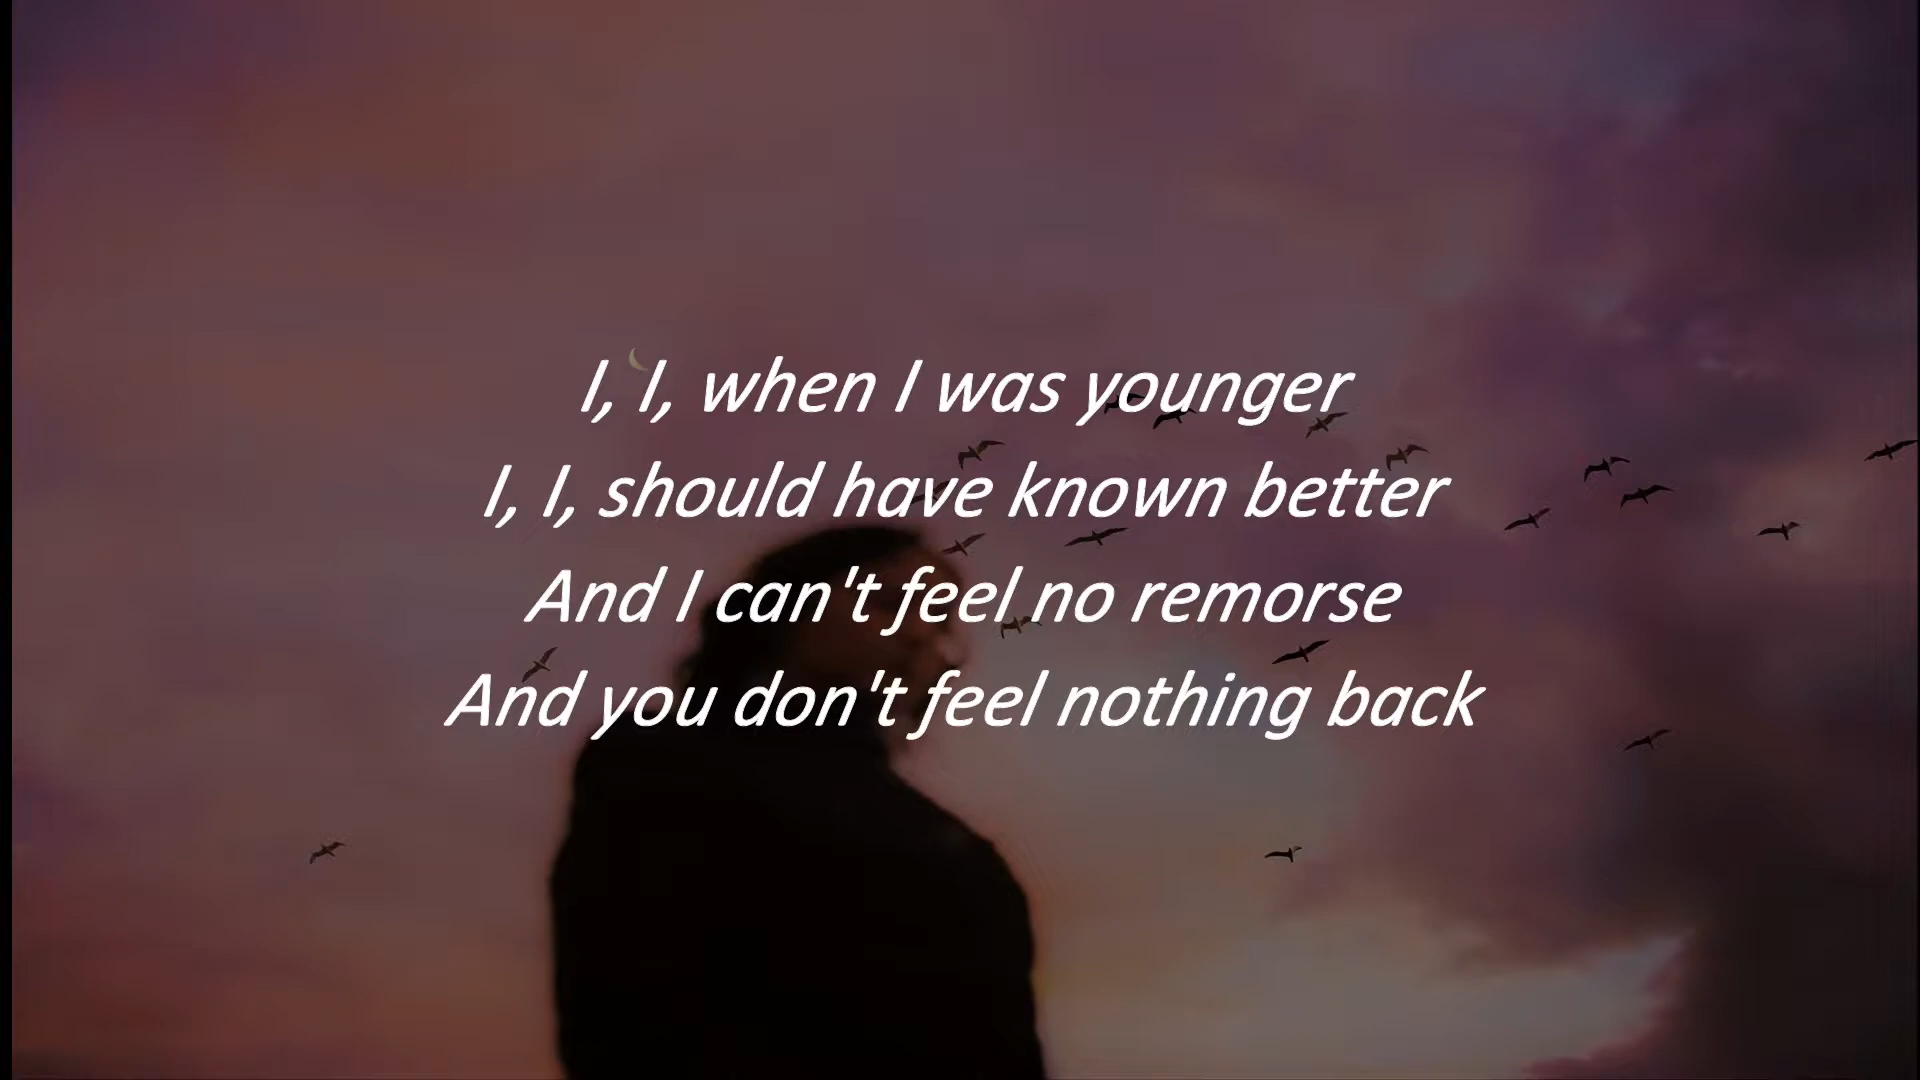 I, I, when I was younger
I, I, should have known better
And I can't feel no remorse
And you don't feel nothing back